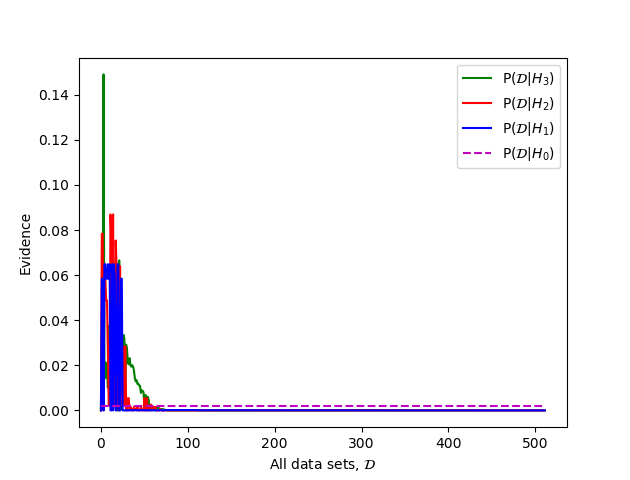 P(𝒟|H₃)
P(𝒟|H₂)
P(𝒟|H₁)
P(𝒟|H₀)
0.14
0.12
0.10
0.08
0.06
0.04
0.02
0.00
Evidence
0 100 200 300 400 500
All data sets, 𝒟